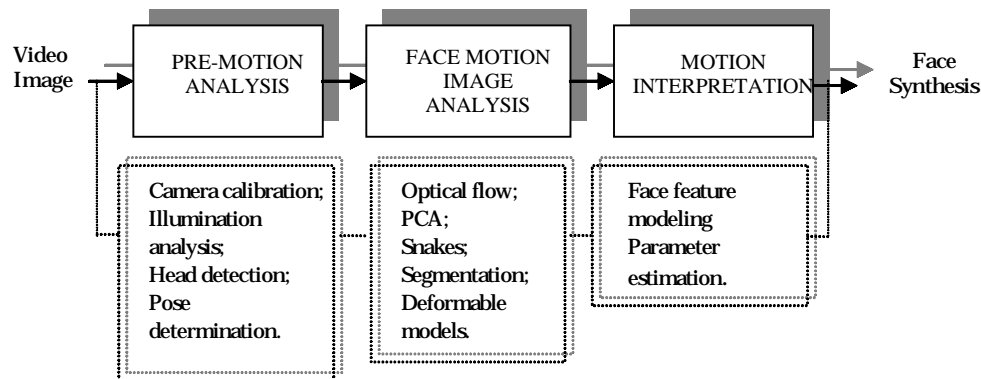 Video
Image
PRE-MOTION
ANALYSIS
FACE MOTION
IMAGE
ANALYSIS
MOTION
INTERPRETATION
Face
Synthesis
Camera calibration;
Illumination
analysis;
Head detection;
Pose
determination.
Optical flow;
PCA;
Snakes;
Segmentation;
Deformable
models.
Face feature
modeling
Parameter
estimation.